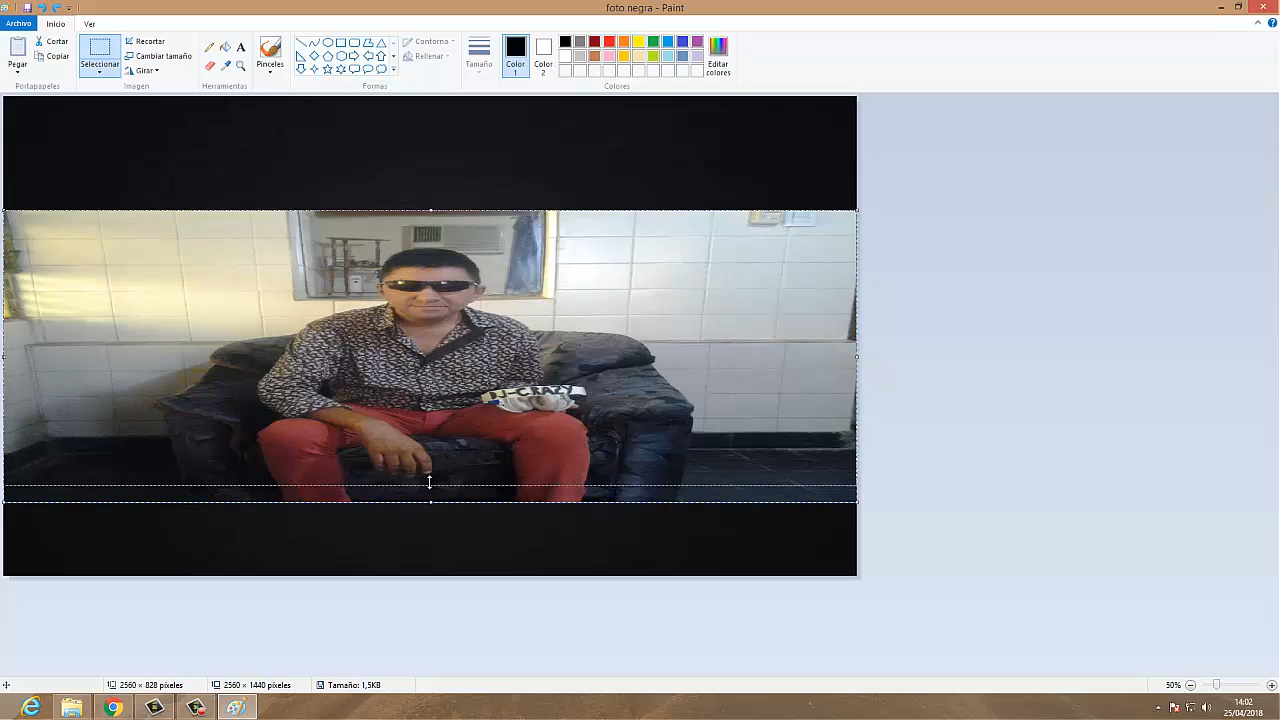 foto negra - Paint
Archivo Inicio Ver
Pegar
Cortar
Copiar
Portapapeles
Seleccionar
Recortar
Cambiar tamaño
Girar
Imagen
A
Herramientas
Pinceles
Contorno
Rellenar
Formas
Tamaño
Color
1
Color
2
Editar
colores
Colores
DJ-CRAZY
2560 × 828 píxeles
2560 × 1440 píxeles
Tamaño: 1,5KB
50%
14:02
25/04/2018